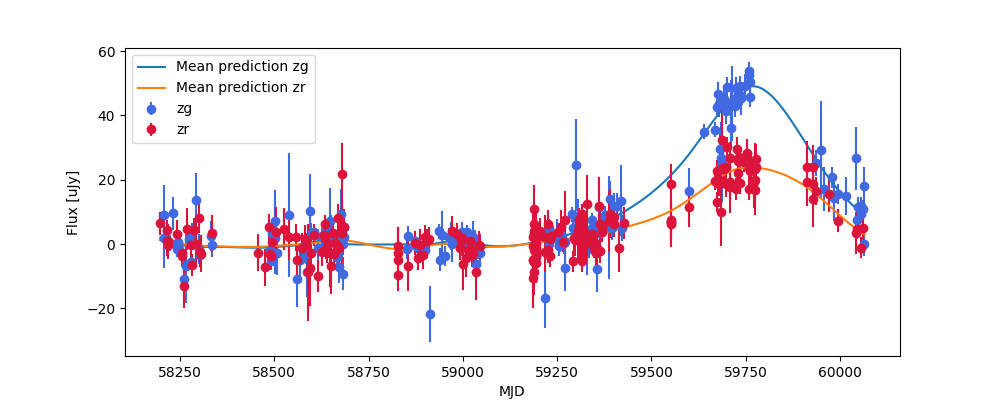 60
40
20
0
−20
Flux [uJy]
Mean prediction zg
Mean prediction zr
zg
zr
58250 58500 58750 59000 59250 59500 59750 60000
MJD